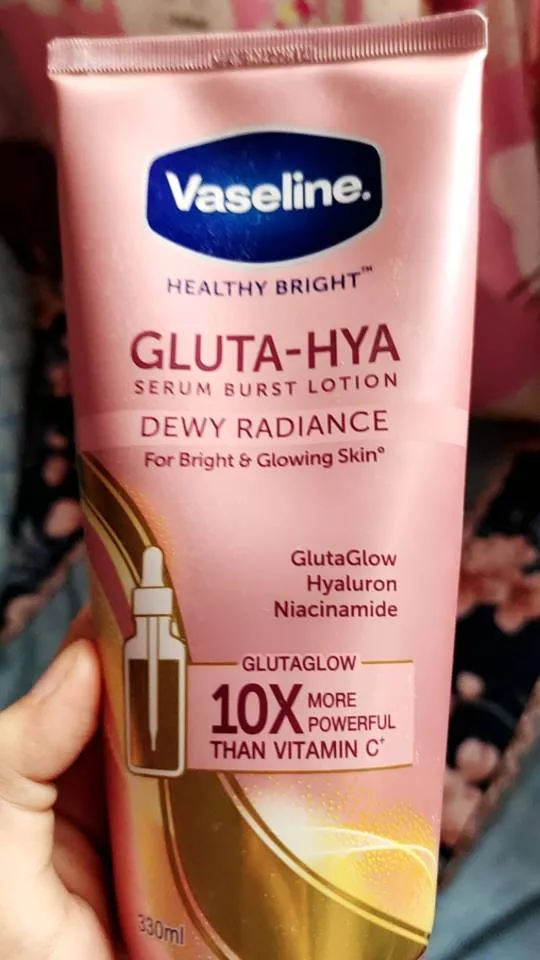 Vaseline.
HEALTHY BRIGHT™
GLUTA-HYA
SERUM BURST LOTION
DEWY RADIANCE
For Bright & Glowing Skin°
GlutaGlow
Hyaluron
Niacinamide
GLUTAGLOW
10X MORE
POWERFUL
THAN VITAMIN C⁺
330ml